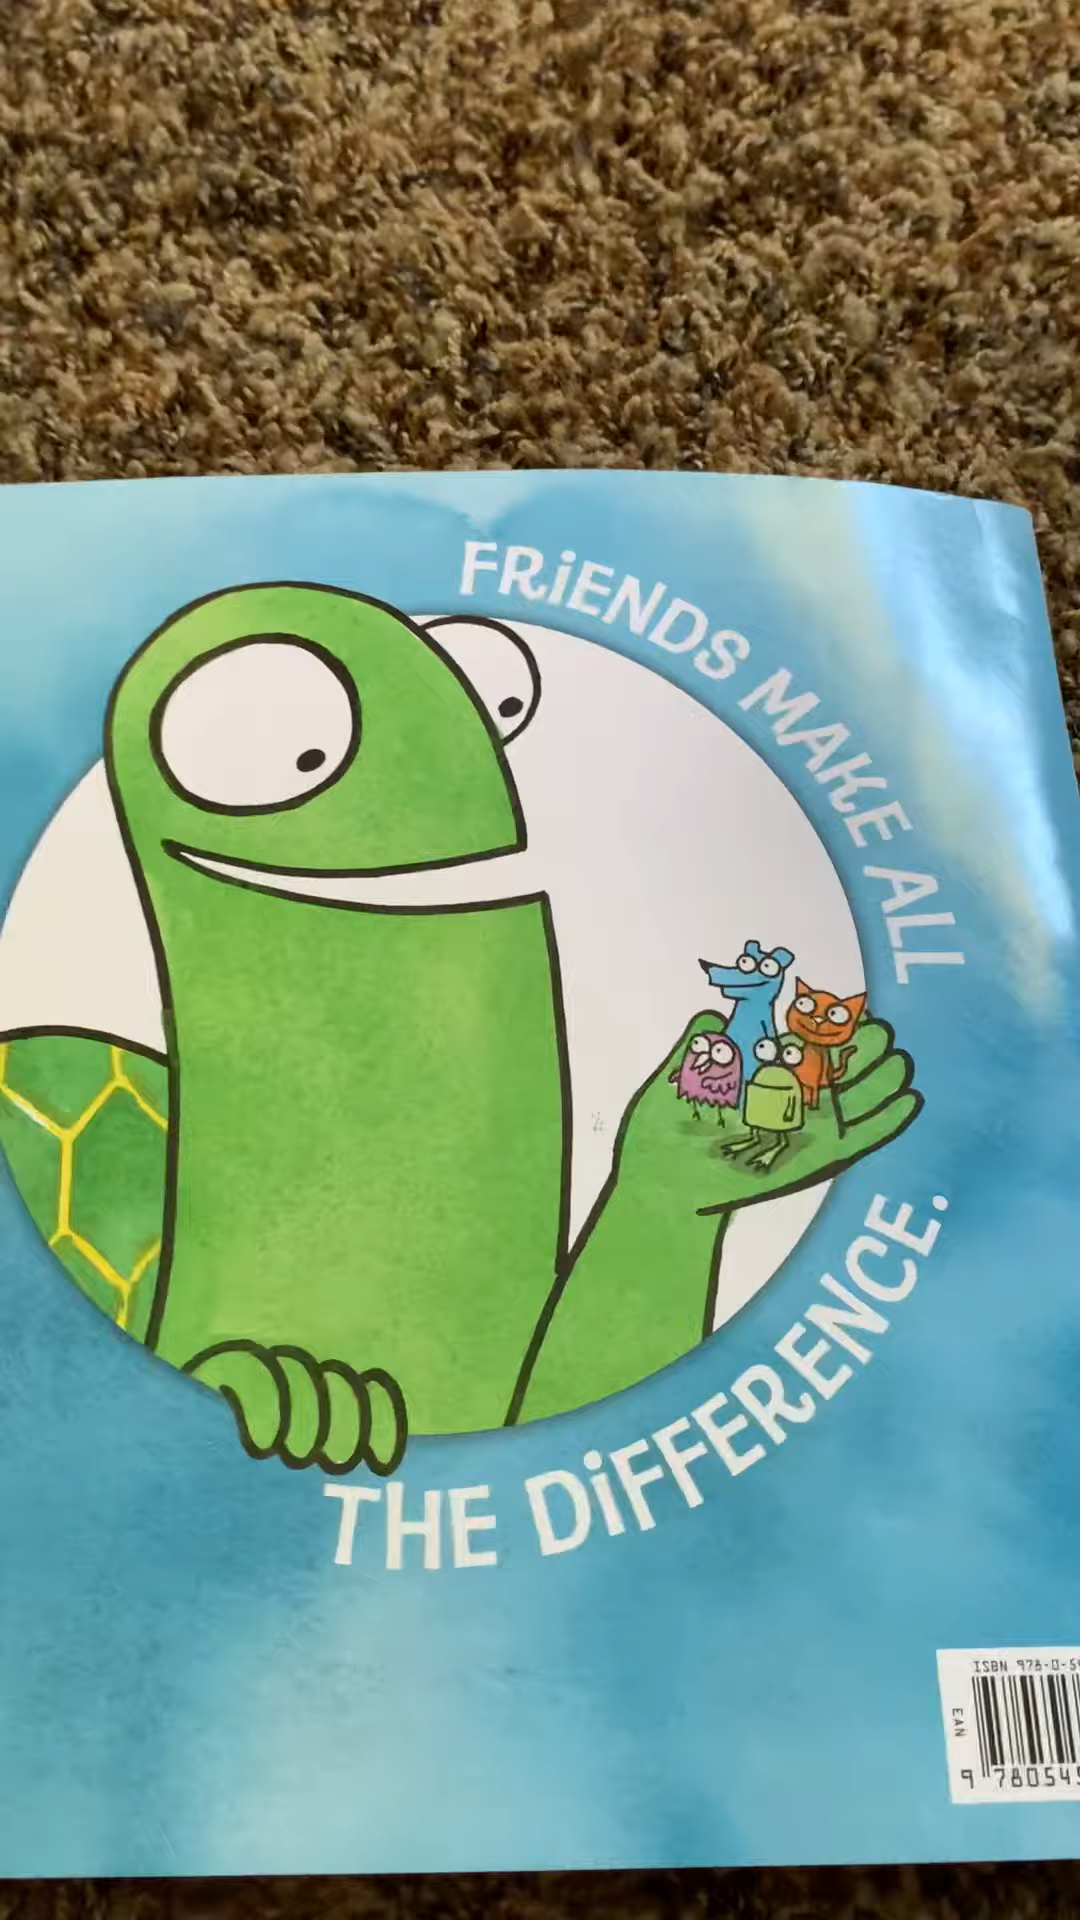 FRiENDS MAKE ALL
THE DiFFERENCE.
ISBN 978-0-5
EAN
9 780545